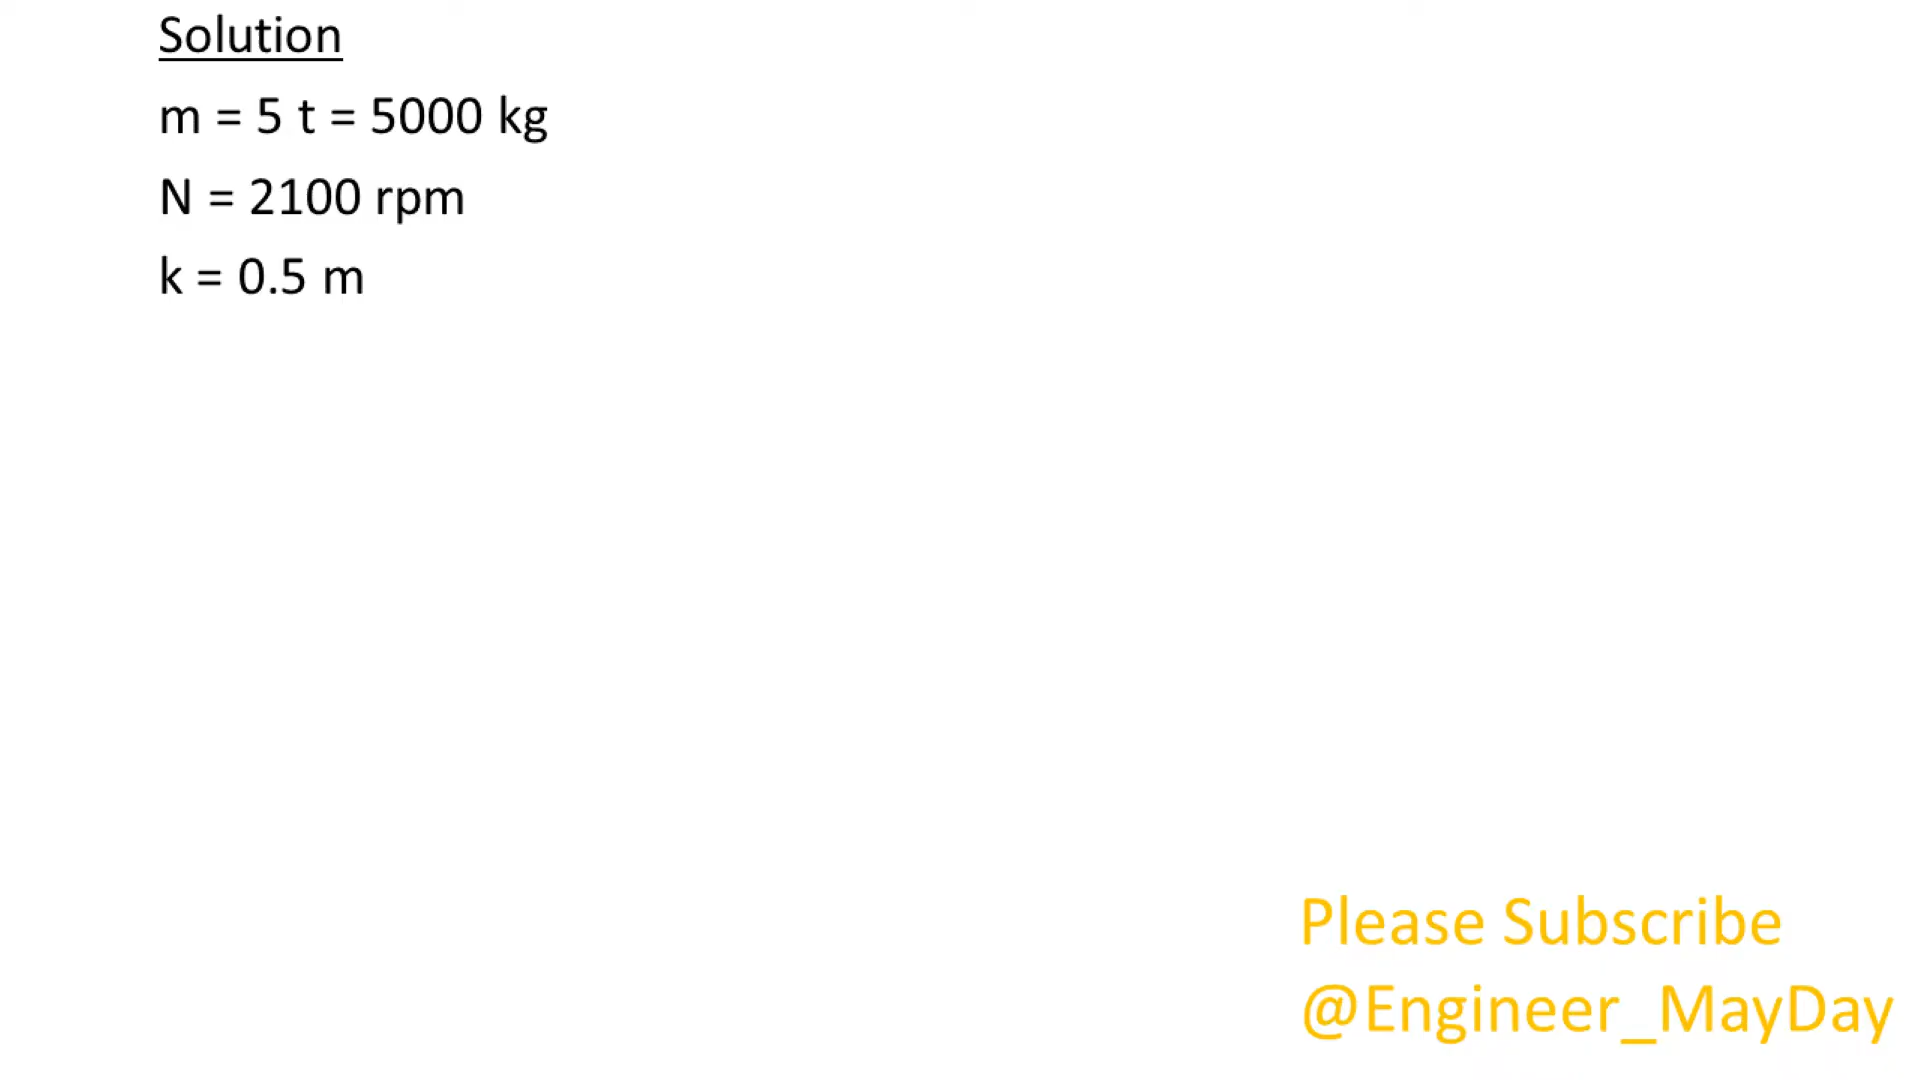 Solution
m = 5 t = 5000 kg
N = 2100 rpm
k = 0.5 m
Please Subscribe
@Engineer_MayDay